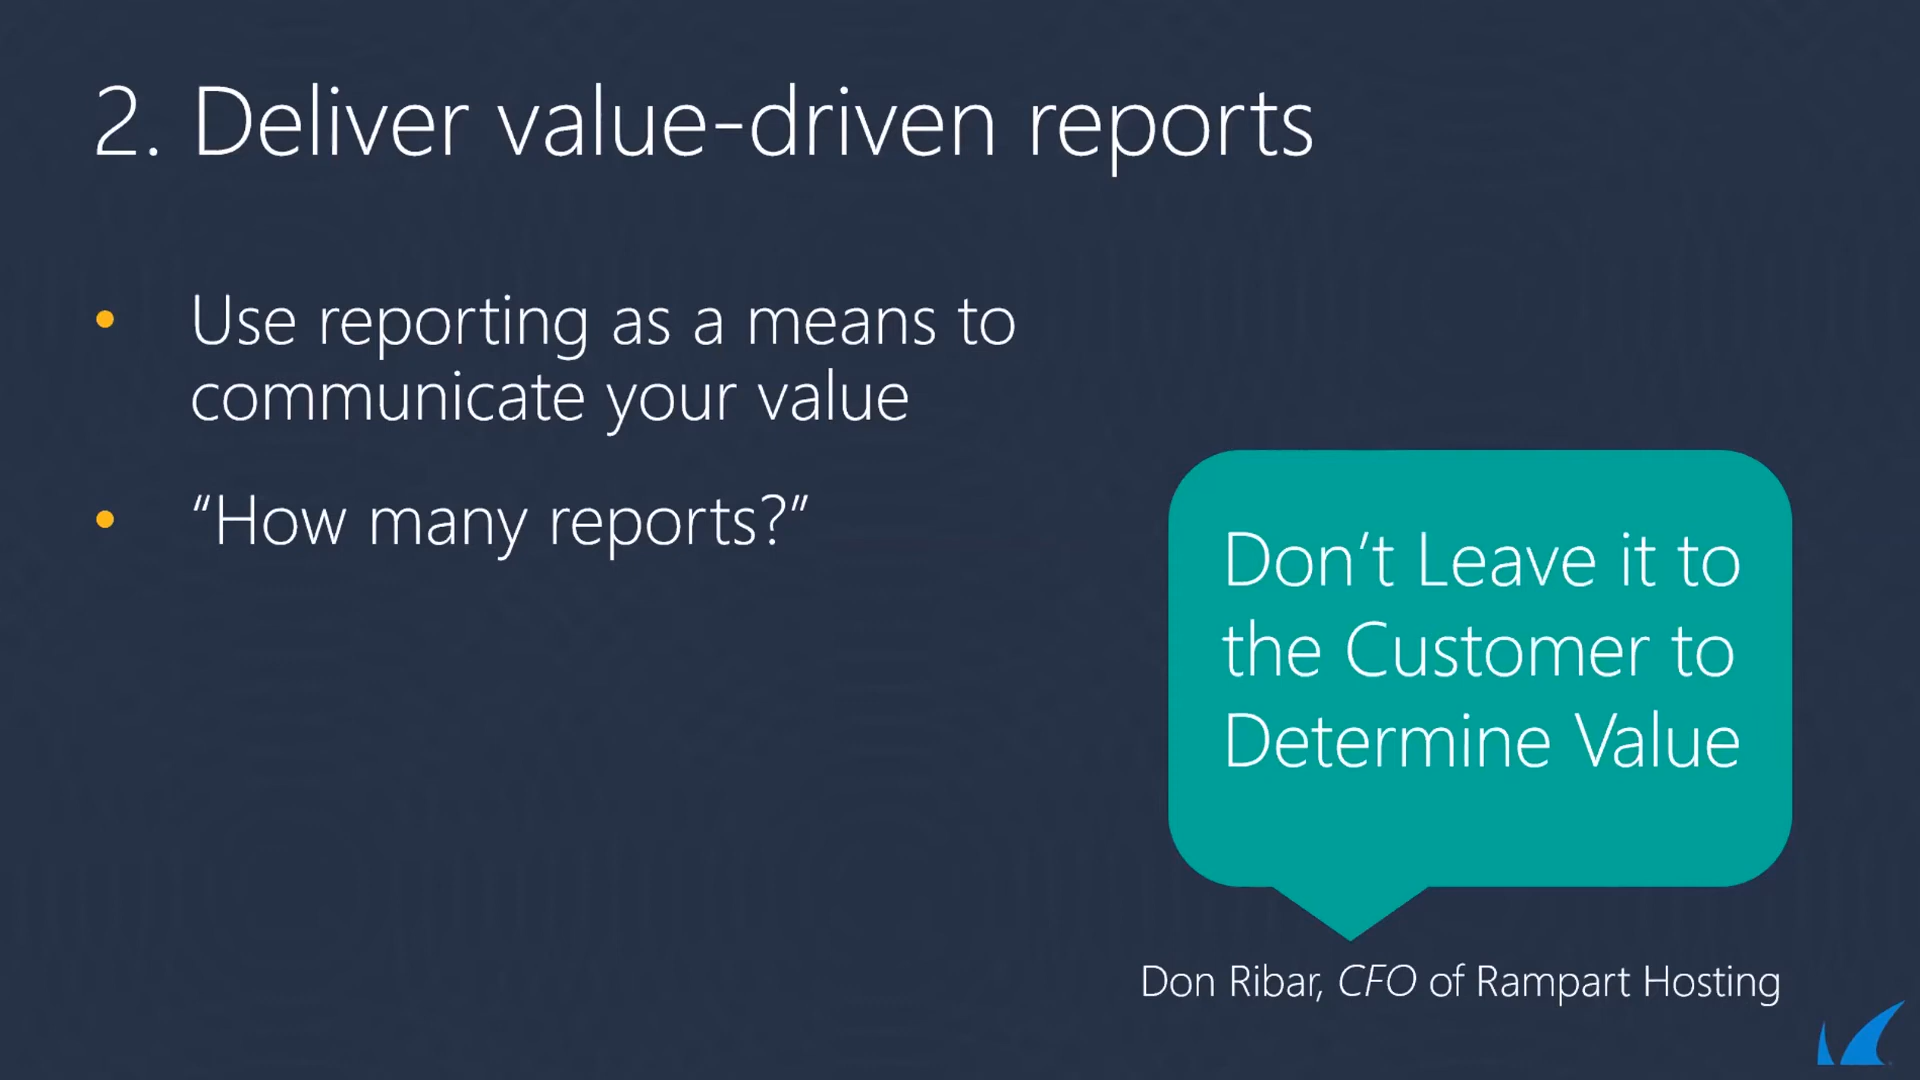 2. Deliver value-driven reports
• Use reporting as a means to
communicate your value
• “How many reports?”
Don’t Leave it to
the Customer to
Determine Value
Don Ribar, CFO of Rampart Hosting